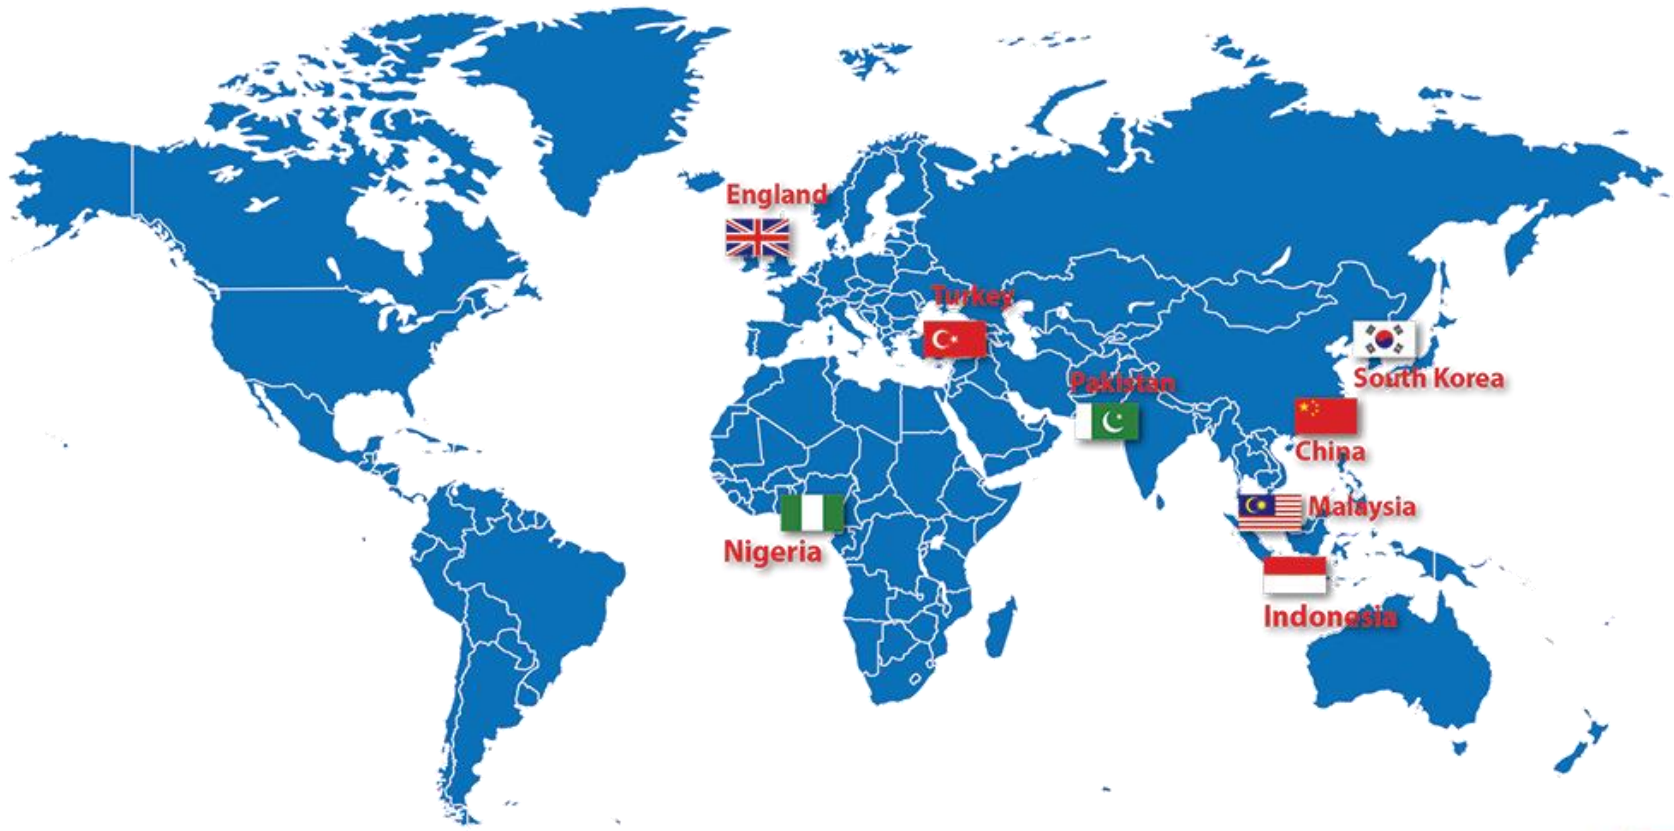 England
Turkey
South Korea
Pakistan
China
Malaysia
Nigeria
Indonesia